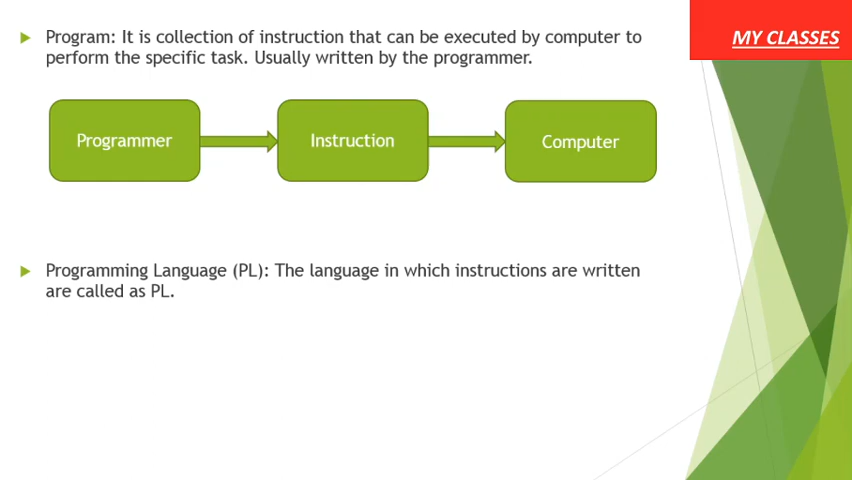 MY CLASSES
Program: It is collection of instruction that can be executed by computer to
perform the specific task. Usually written by the programmer.
Programmer
Instruction
Computer
Programming Language (PL): The language in which instructions are written
are called as PL.